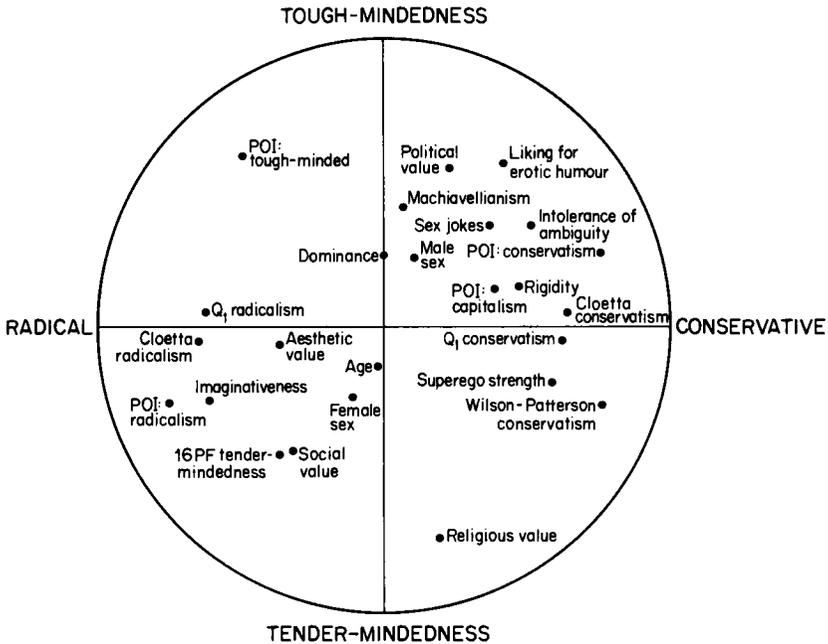 TOUGH-MINDEDNESS
POI:
tough-minded
Political
value
Liking for
erotic humour
Machiavellianism
Sex jokes
Intolerance of
ambiguity
Dominance
Male
sex
POI: conservatism
POI:
capitalism
Rigidity
Q₁ radicalism
Cloetta
conservatism
RADICAL
CONSERVATIVE
Cloetta
radicalism
Aesthetic
value
Q₁ conservatism
Age
Superego strength
Imaginativeness
POI:
radicalism
Female
sex
Wilson-Patterson
conservatism
16 PF tender-
mindedness
Social
value
Religious value
TENDER-MINDEDNESS